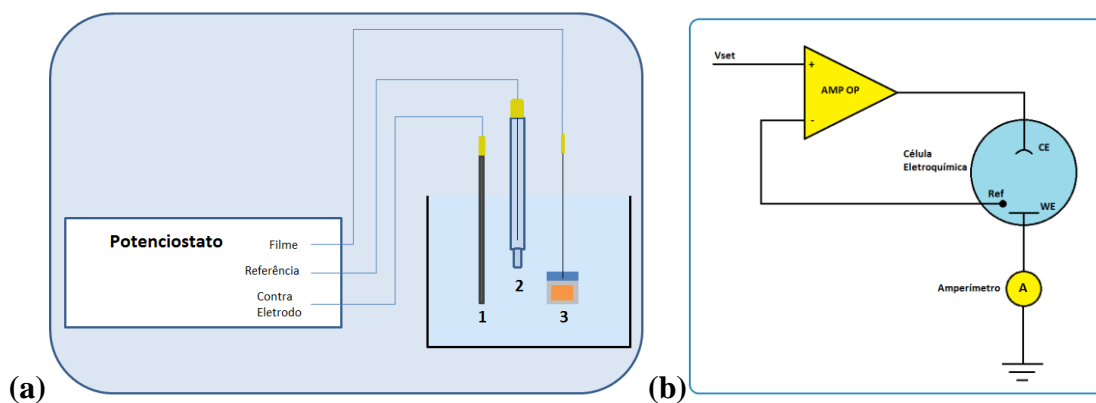 Potenciostato
Filme
Referência
Contra
Eletrodo
1
2
3
(a)
Vset
+
-
AMP OP
Célula
Eletroquímica
CE
Ref
WE
Amperímetro
A
(b)